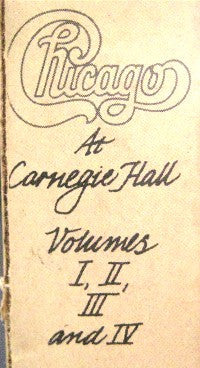 Chicago
At
Carnegie Hall
Volumes
I, II,
III
and IV